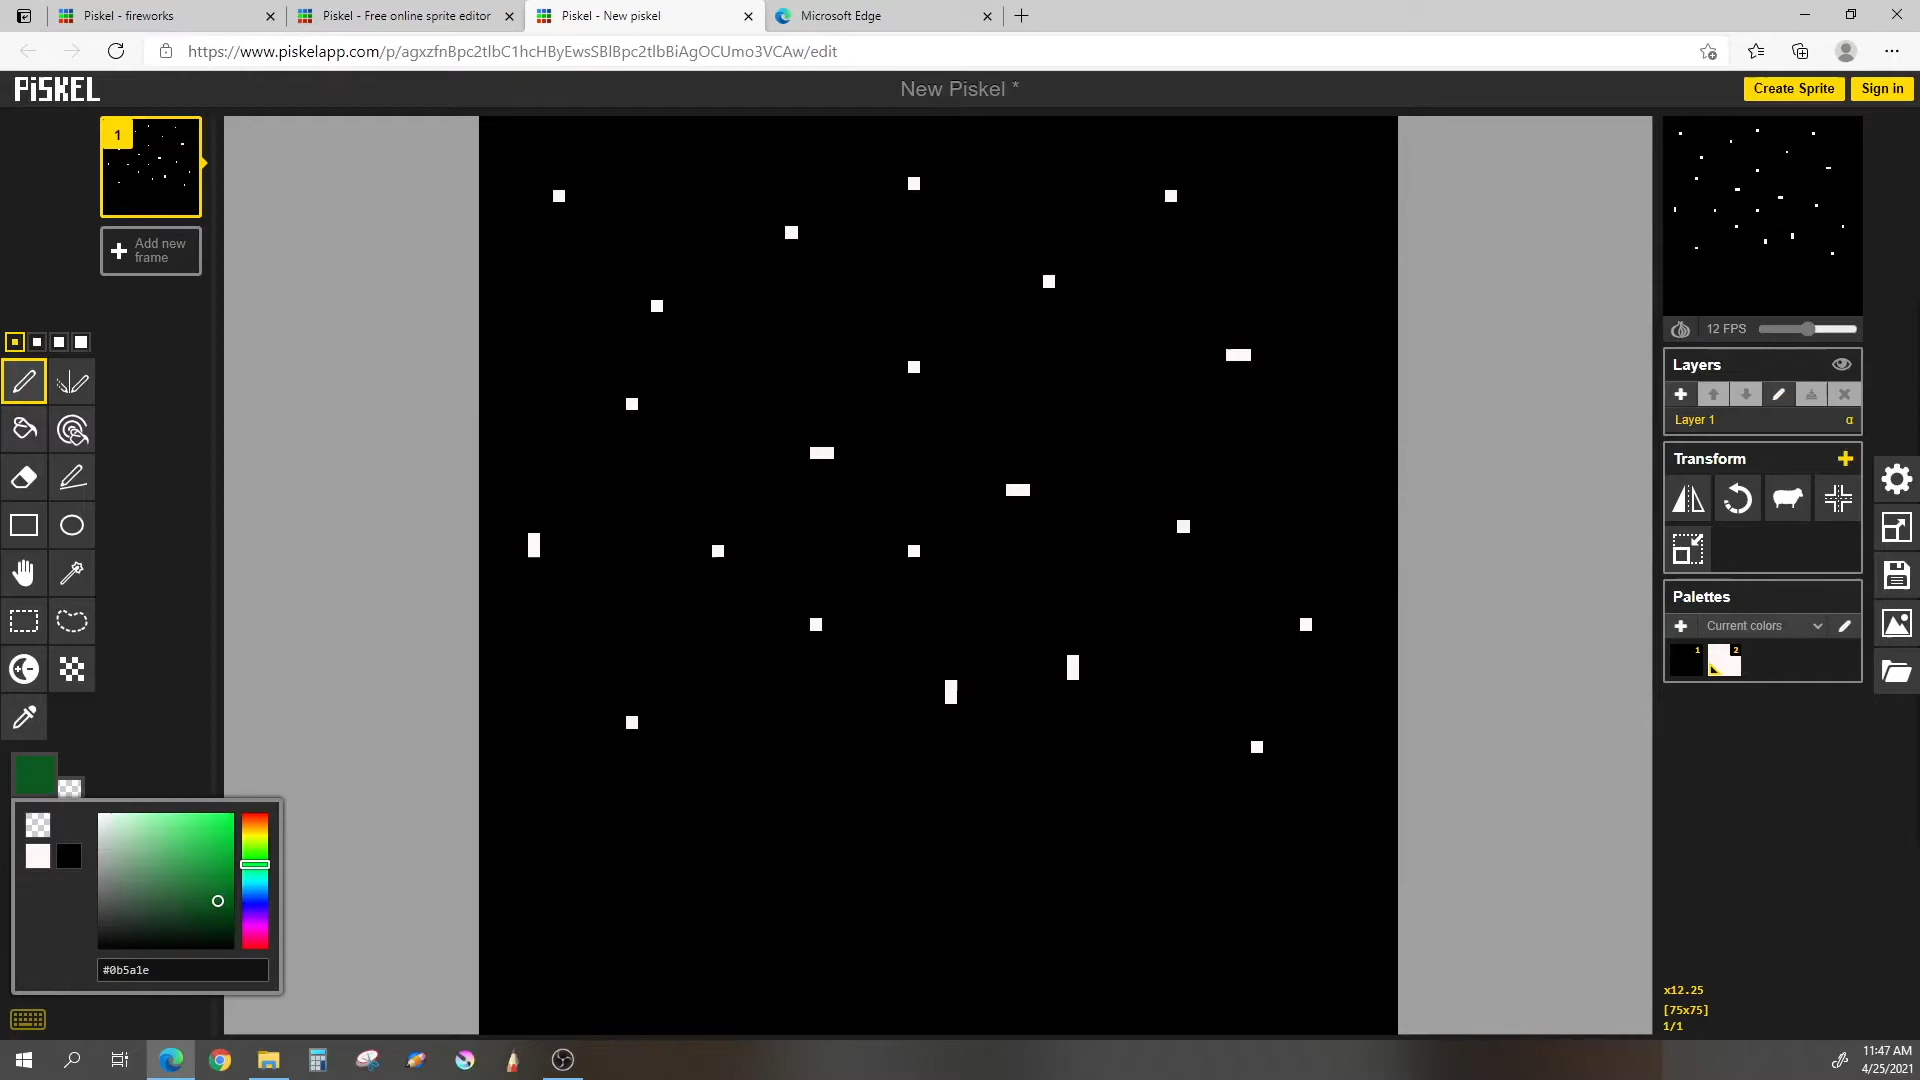 Piskel - fireworks
Piskel - Free online sprite editor
Piskel - New piskel
Microsoft Edge
https://www.piskelapp.com/p/agxzfnBpc2tlbC1hcHByEwsSBlBpc2tlbBiAgOCUmo3VCAw/edit
PiSKEL
New Piskel *
Create Sprite
Sign in
1
Add new
frame
12 FPS
Layers
Layer 1
α
Transform
Palettes
Current colors
1
2
#0b5a1e
x12.25
[75x75]
1/1
11:47 AM
4/25/2021